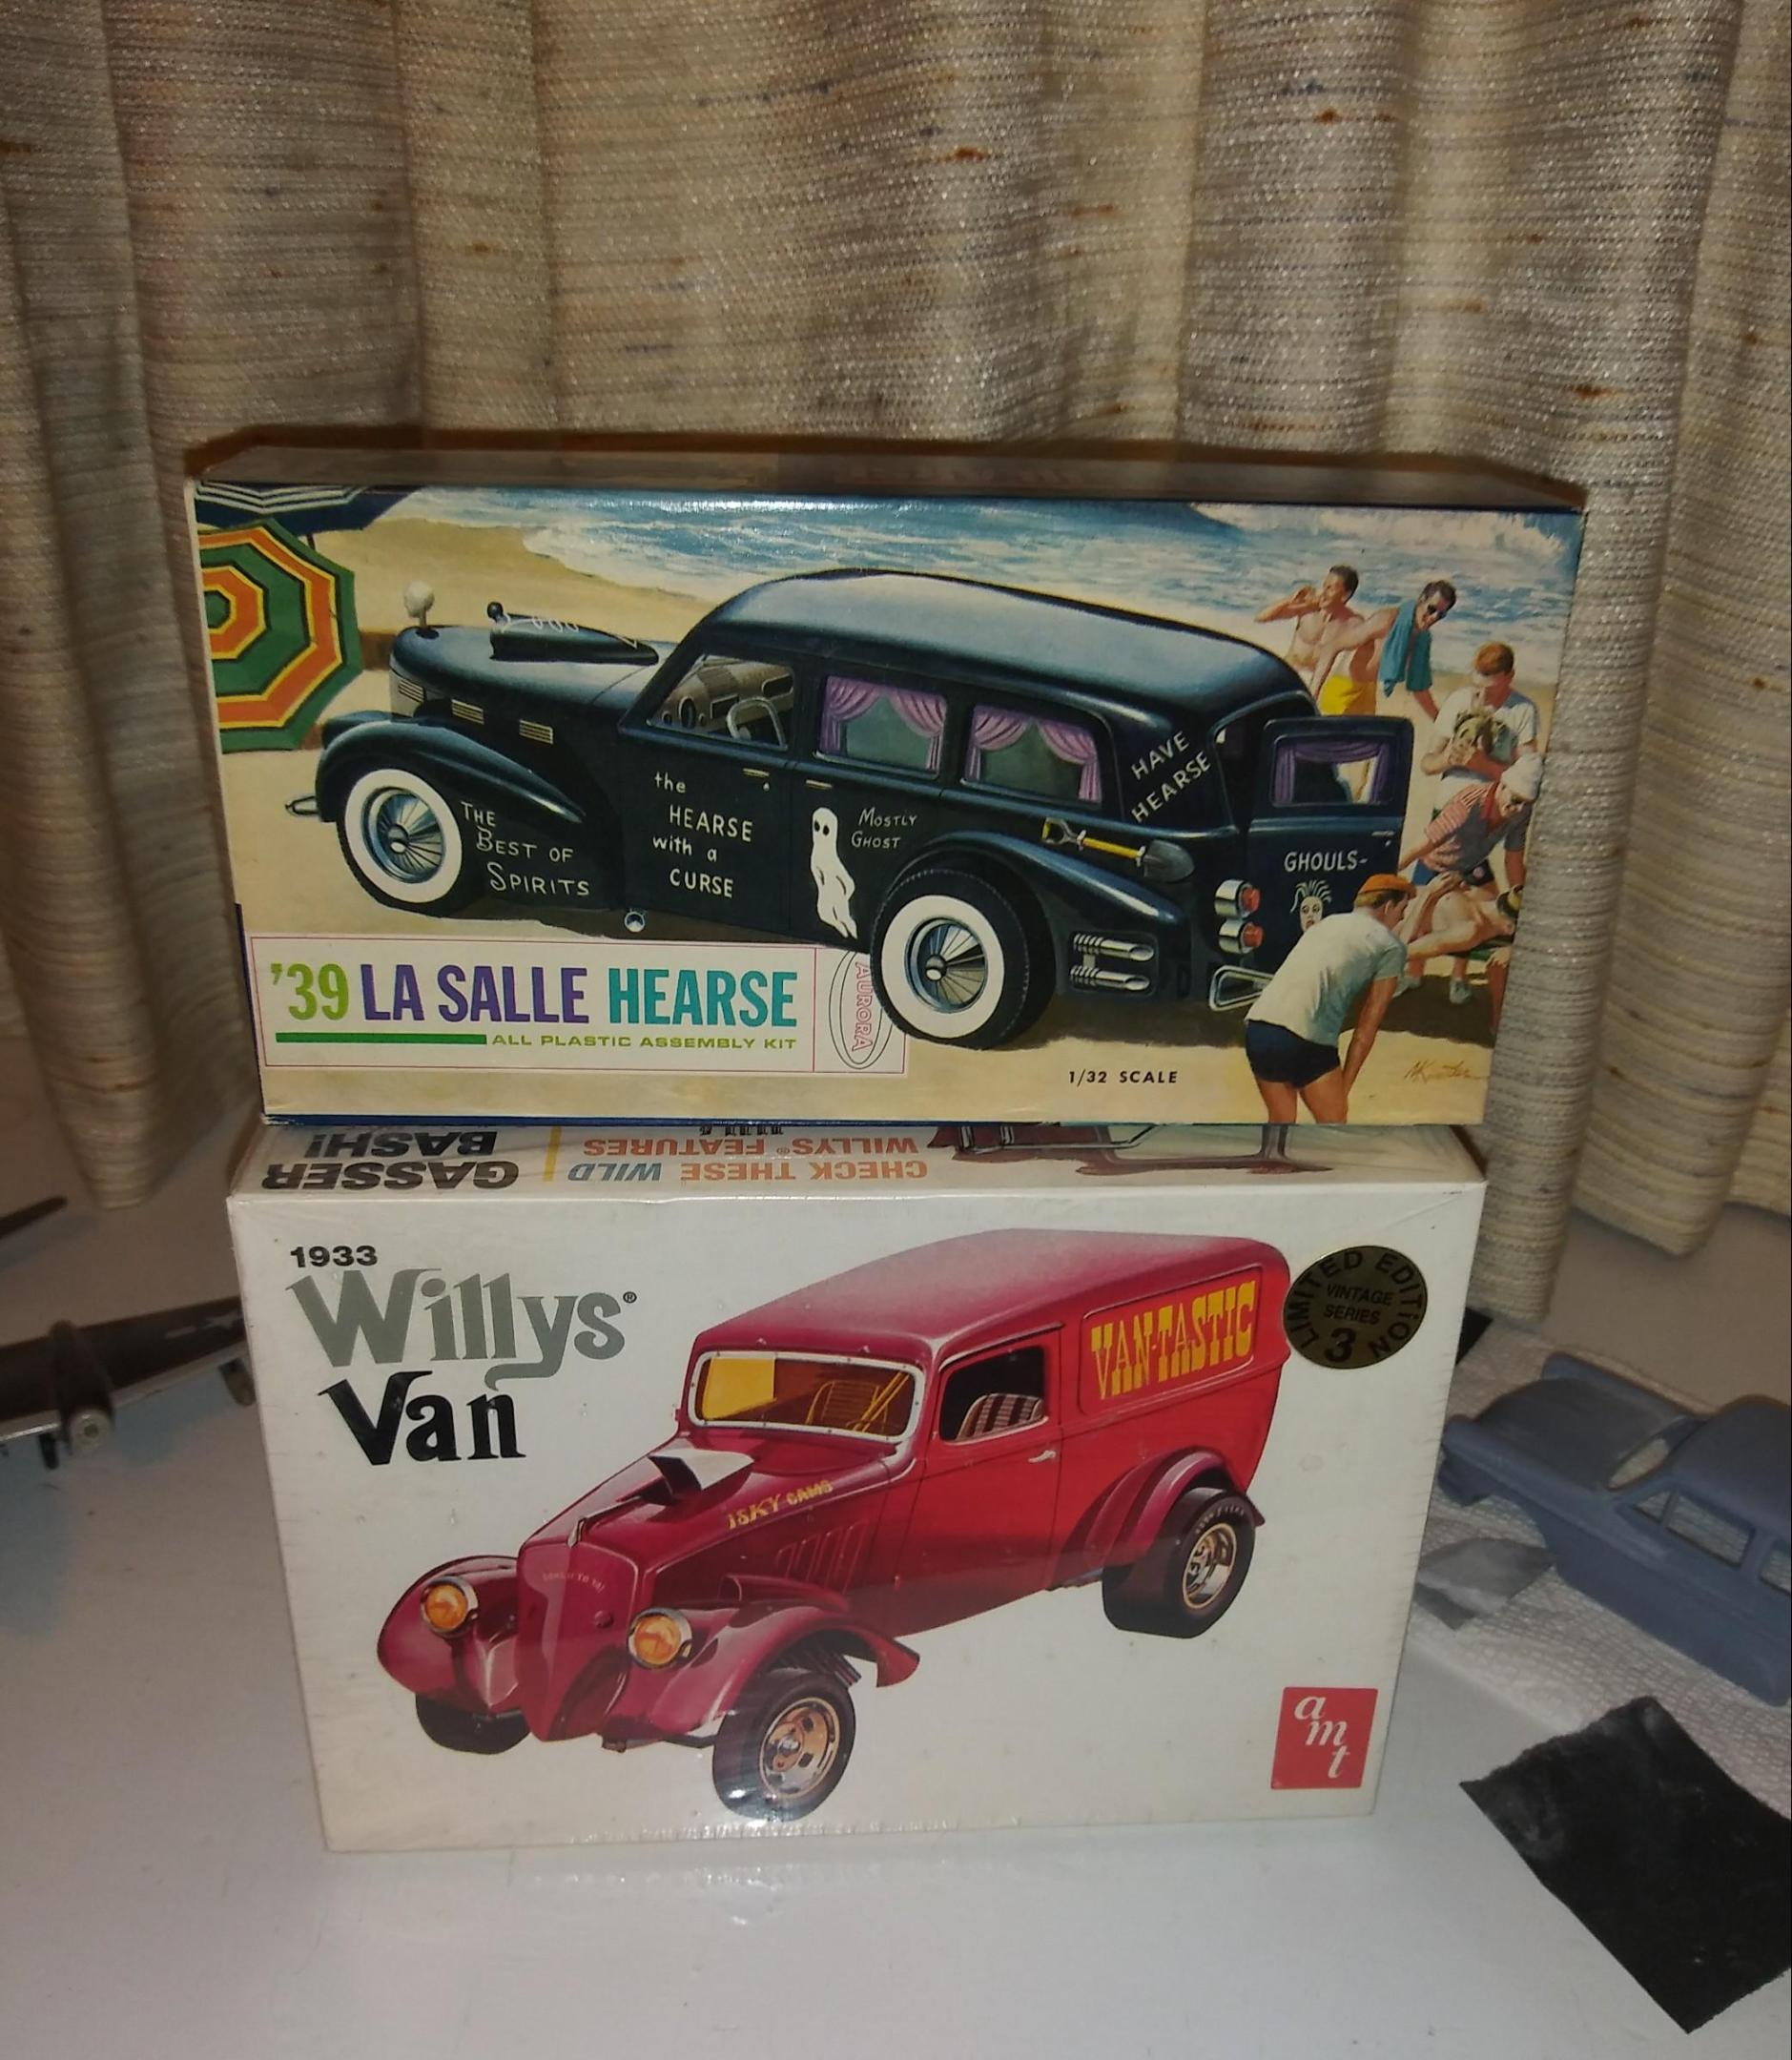 HAVE
HEARSE
the
HEARSE
with a
CURSE
MOSTLY
GHOST
THE
BEST OF
SPIRITS
GHOULS-
'39 LA SALLE HEARSE
ALL PLASTIC ASSEMBLY KIT
AURORA
1/32 SCALE
GASSER
BASH!
CHECK THESE WILD
WILLYS® FEATURES
1933
Willys®
Van
VAN-TASTIC
LIMITED EDITION
VINTAGE
SERIES
3
ISKY CAMS
amt